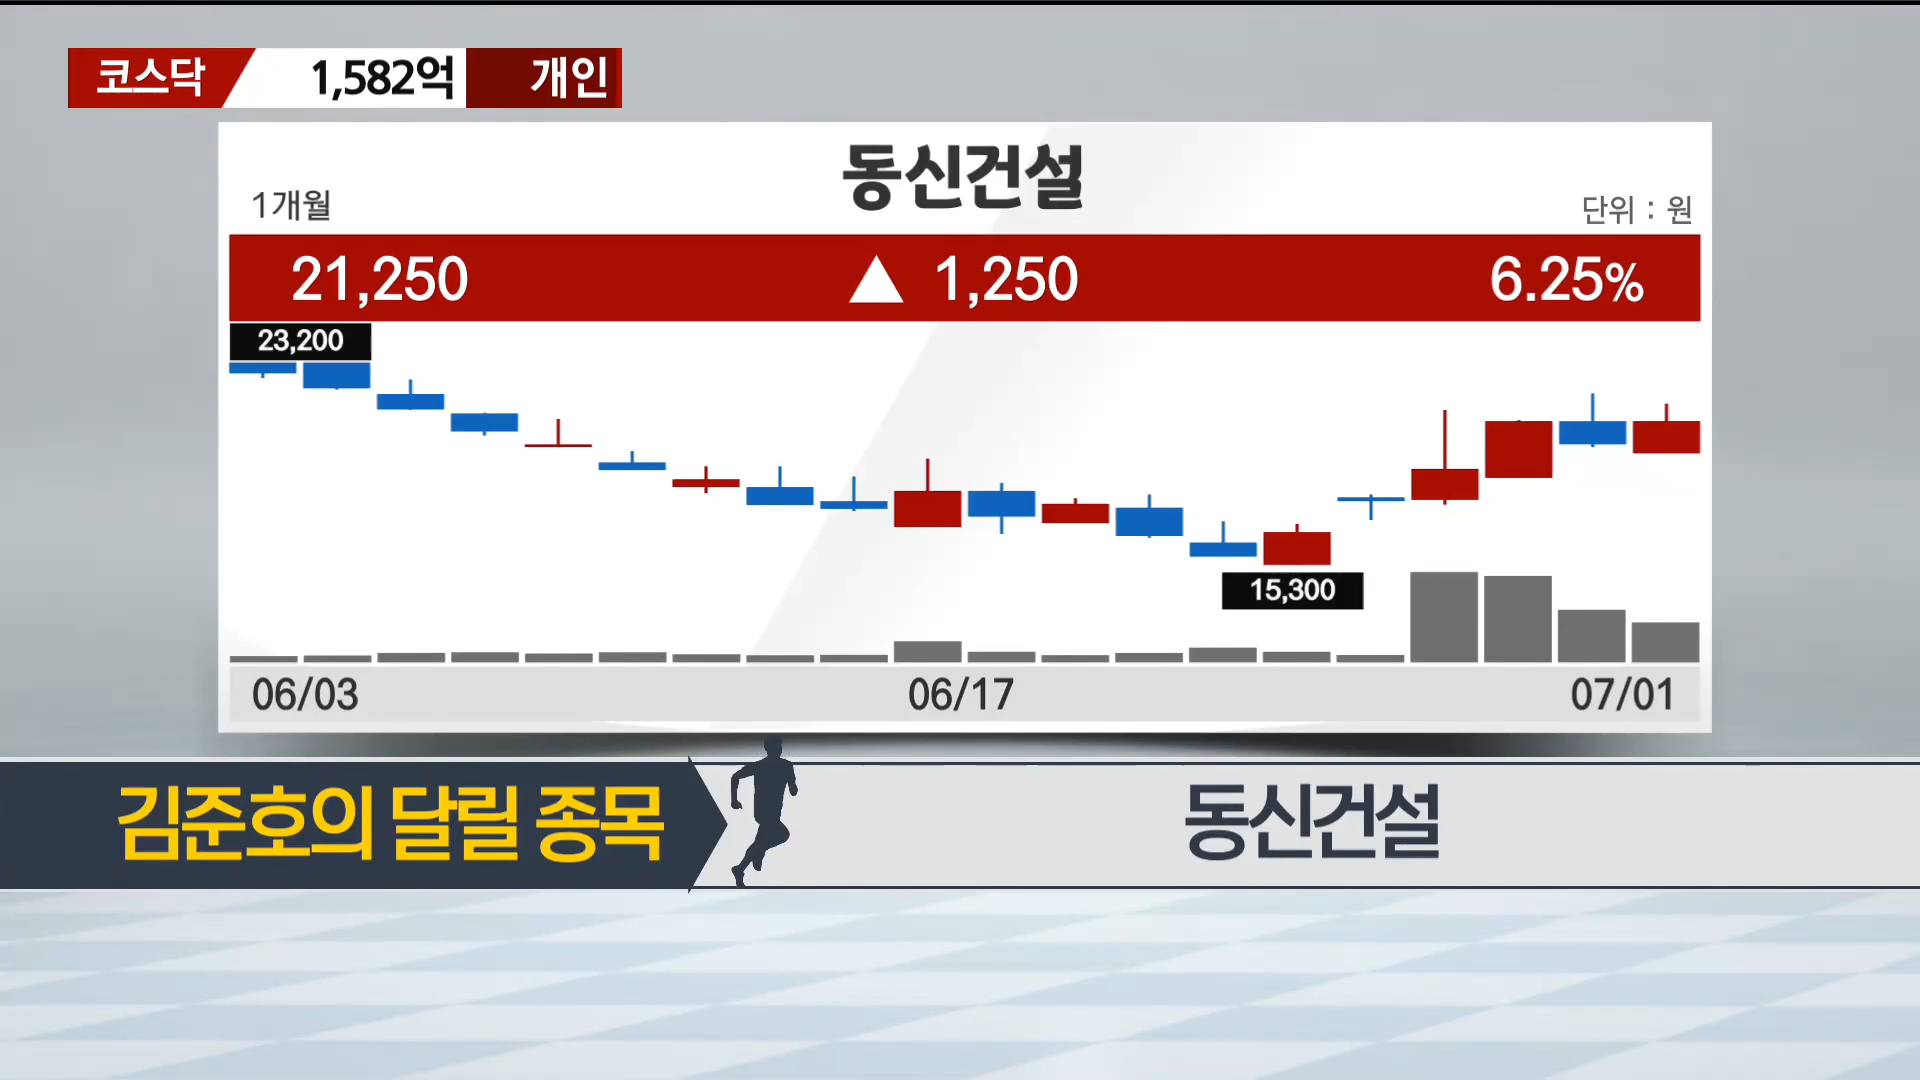 코스닥 1,582억 개인
동신건설
1개월
단위 : 원
21,250 ▲ 1,250 6.25%
23,200
15,300
06/03 06/17 07/01
김준호의 달릴 종목 동신건설